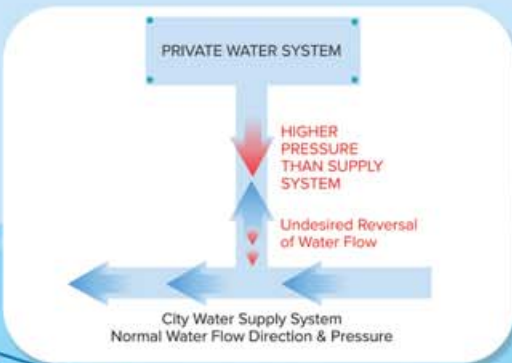 PRIVATE WATER SYSTEM
HIGHER
PRESSURE
THAN SUPPLY
SYSTEM
Undesired Reversal
of Water Flow
City Water Supply System
Normal Water Flow Direction & Pressure